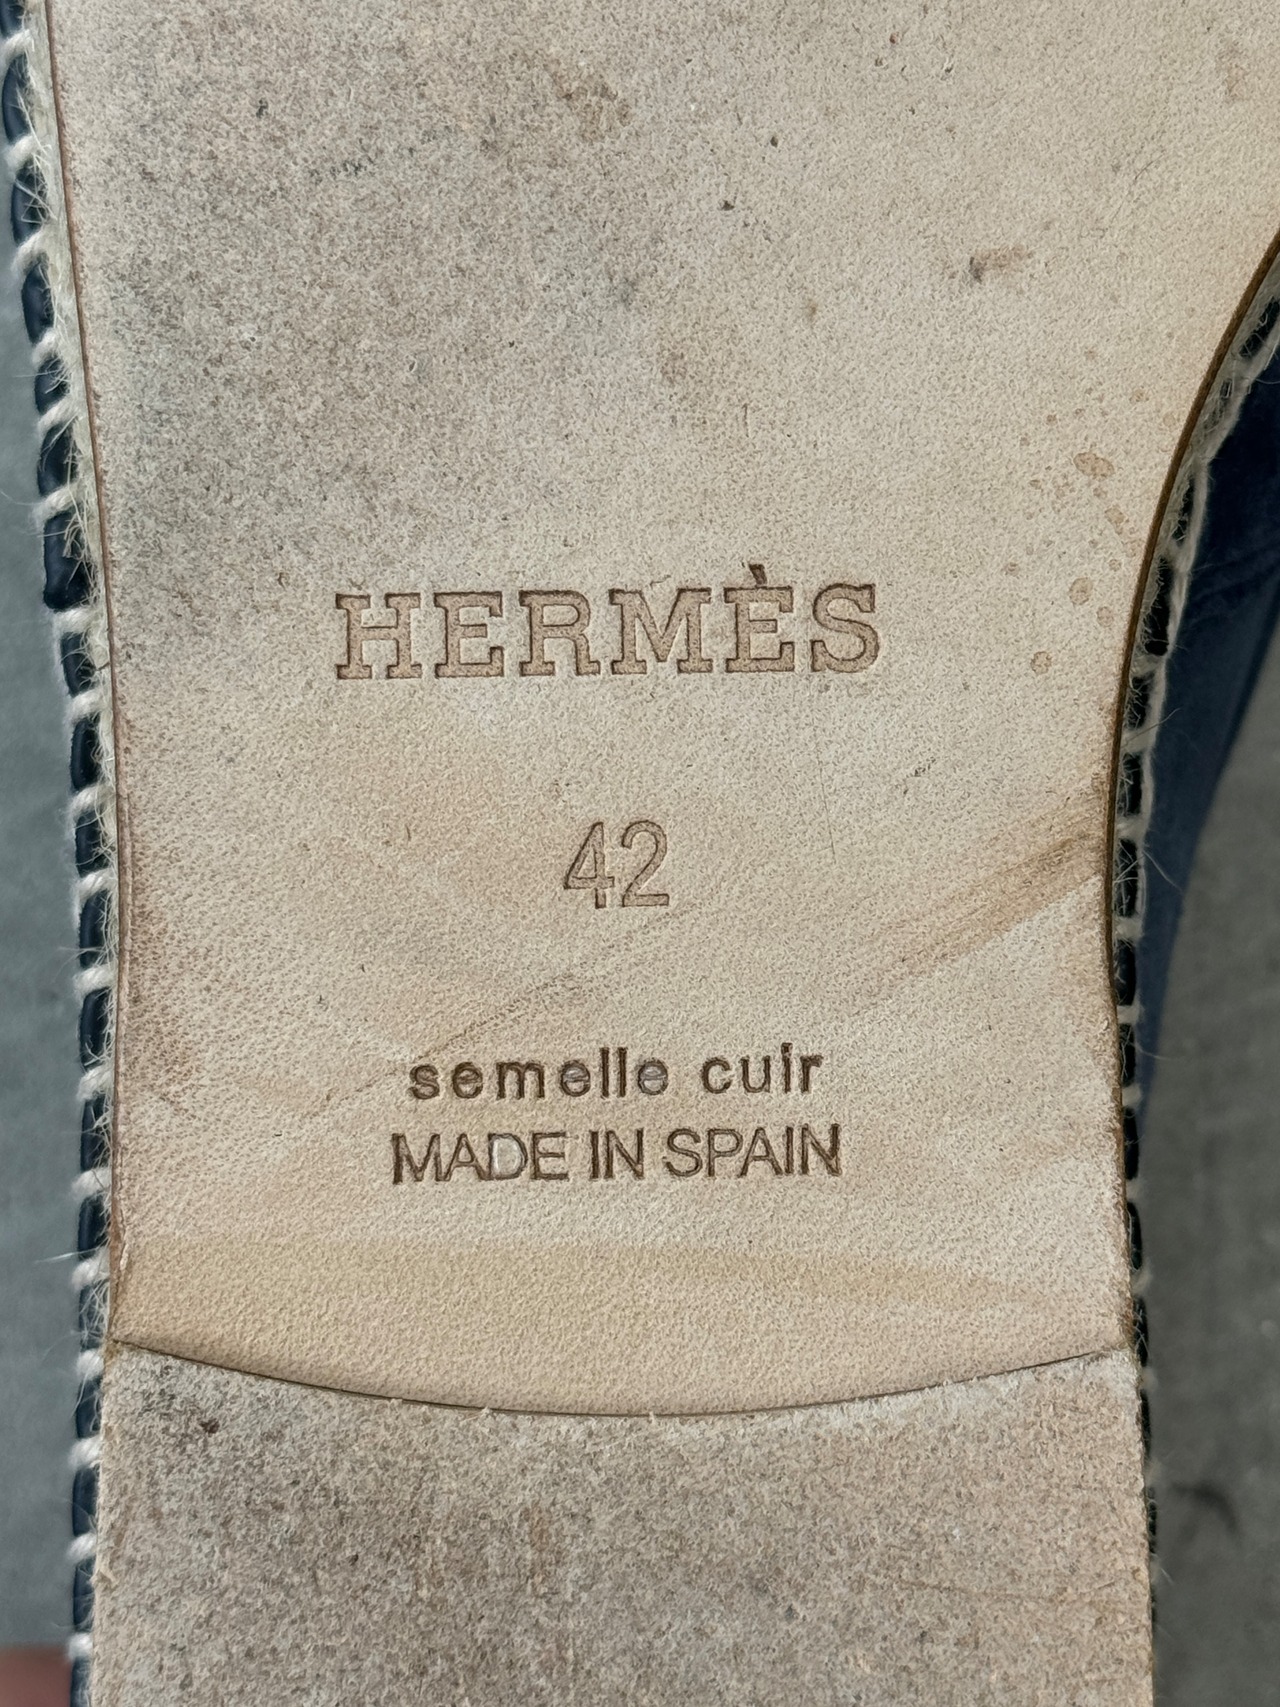 HERMÈS
42
semelle cuir
MADE IN SPAIN